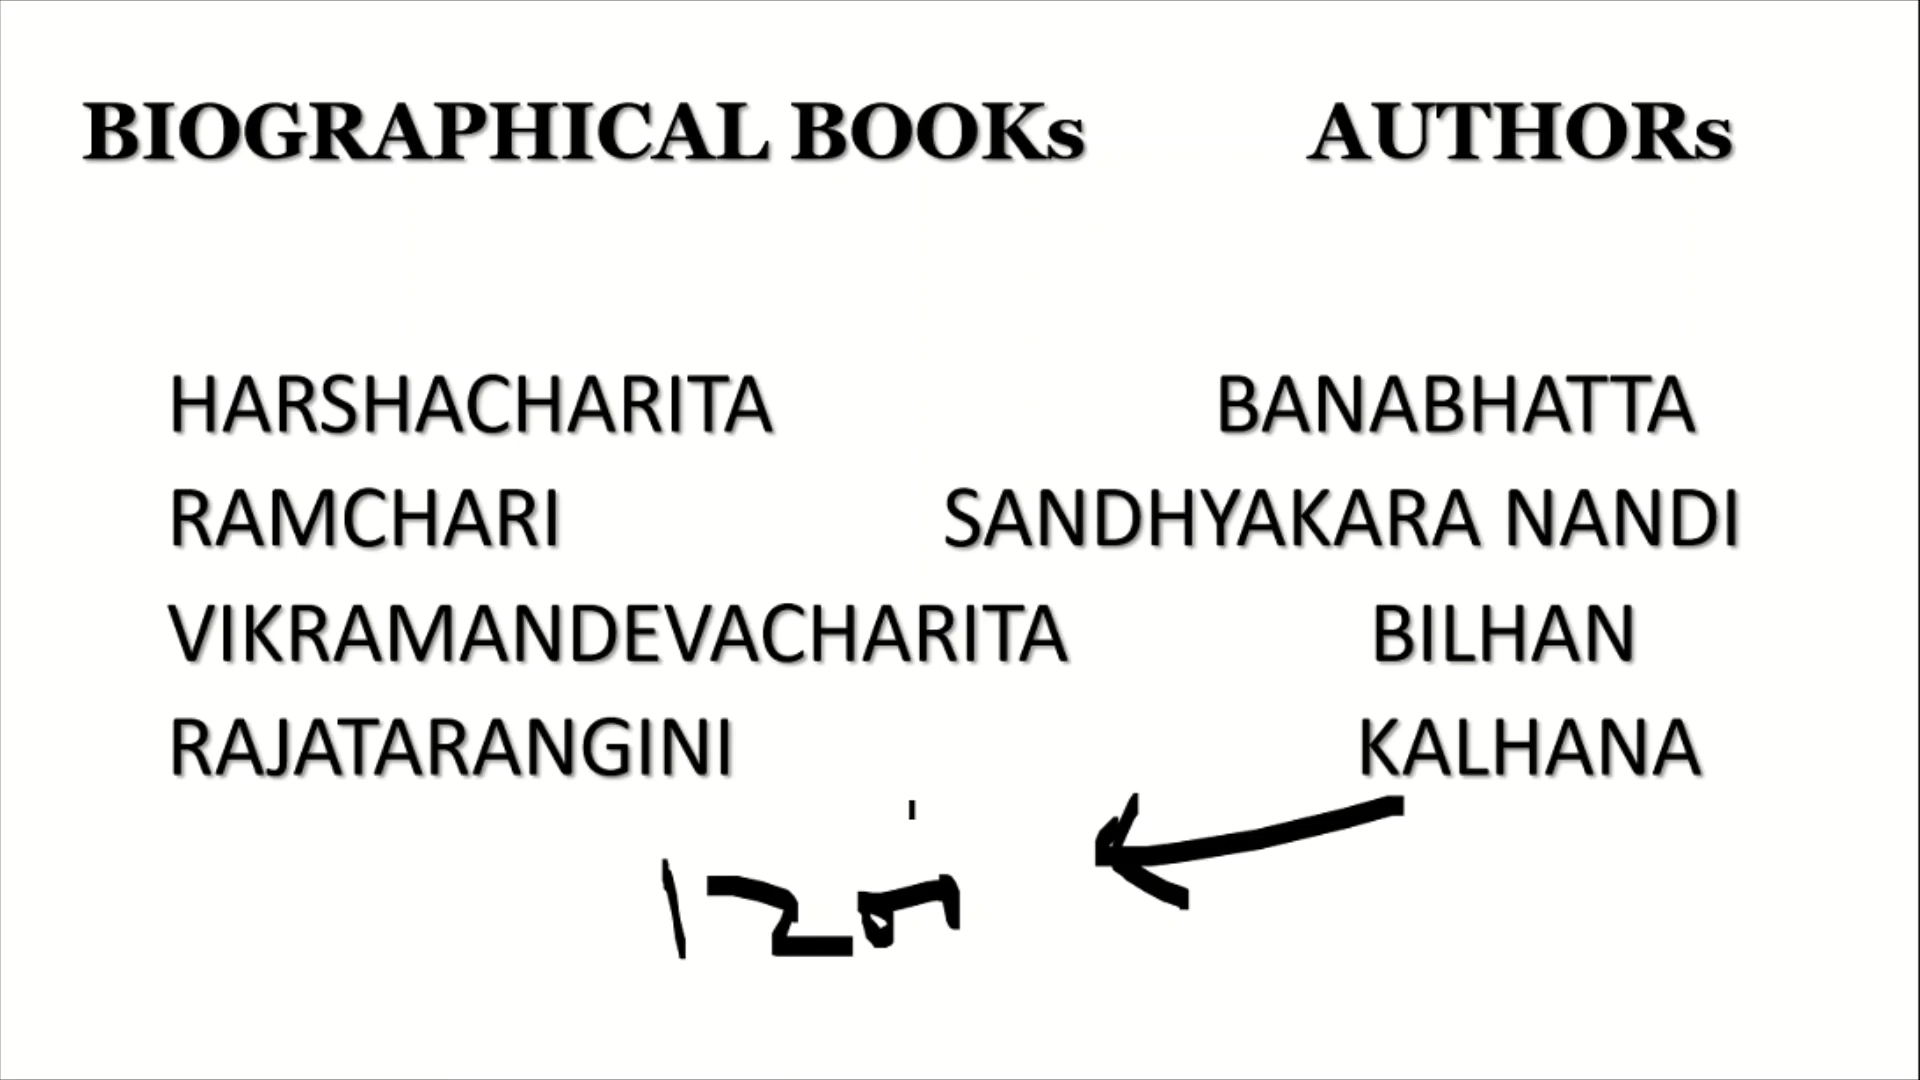 BIOGRAPHICAL BOOKs AUTHORs
HARSHACHARITA BANABHATTA
RAMCHARI SANDHYAKARA NANDI
VIKRAMANDEVACHARITA BILHAN
RAJATARANGINI KALHANA